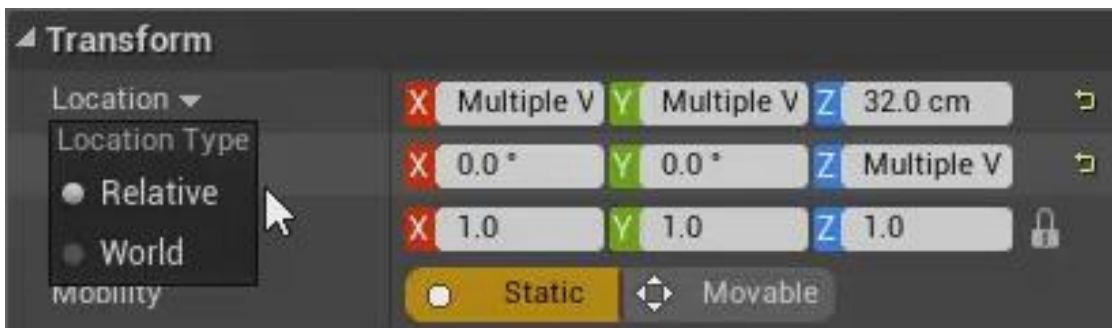 Transform
Location
X Multiple V Y Multiple V Z 32.0 cm
Location Type
X 0.0 ° Y 0.0 ° Z Multiple V
Relative
X 1.0 Y 1.0 Z 1.0
World
Mobility Static Movable